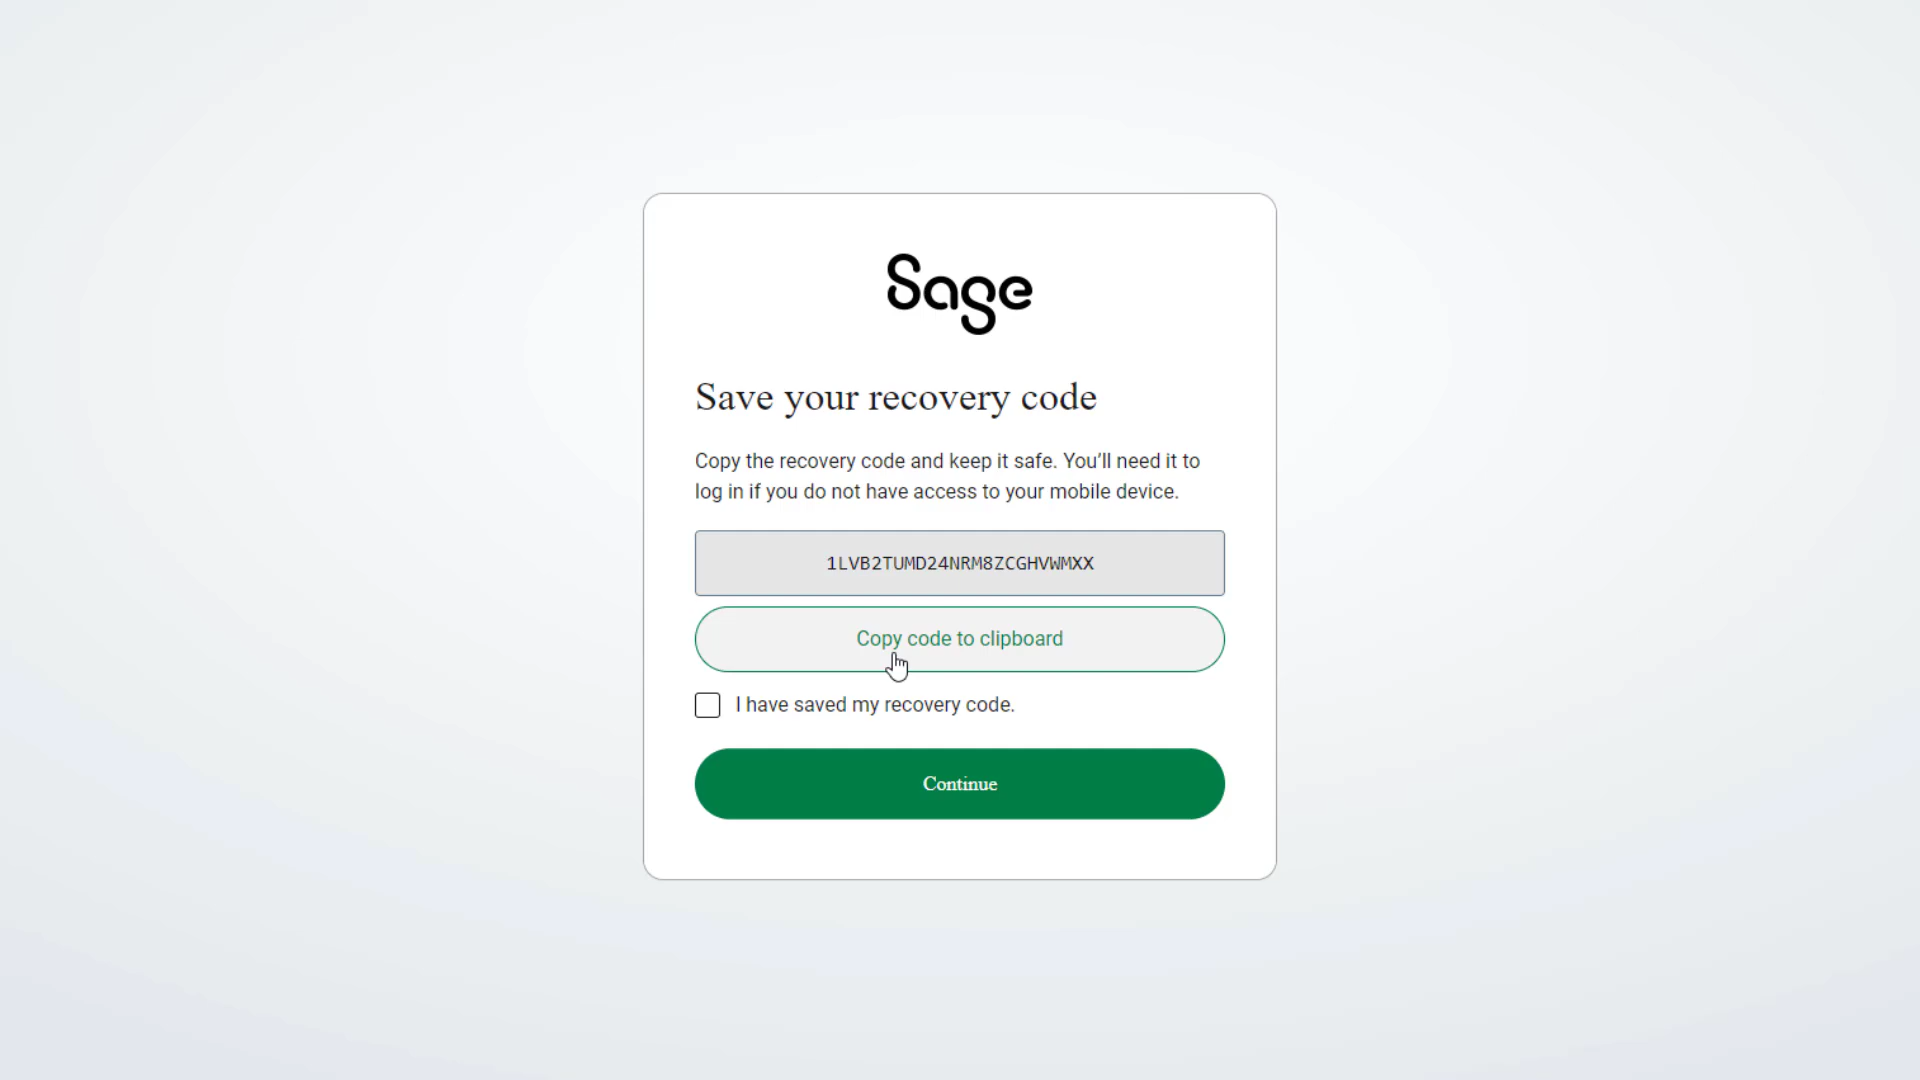 Sage
Save your recovery code
Copy the recovery code and keep it safe. You’ll need it to
log in if you do not have access to your mobile device.
1LVB2TUMD24NRM8ZCGHVWMXX
Copy code to clipboard
I have saved my recovery code.
Continue